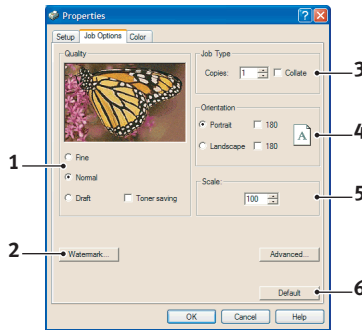 Properties
Setup Job Options Color
Quality
Job Type
Copies: 1 Collate
3
Orientation
Portrait 180
A
4
Landscape 180
1
Fine
Normal
Draft Toner saving
Scale:
100
5
2
Watermark...
Advanced...
Default
6
OK Cancel Help